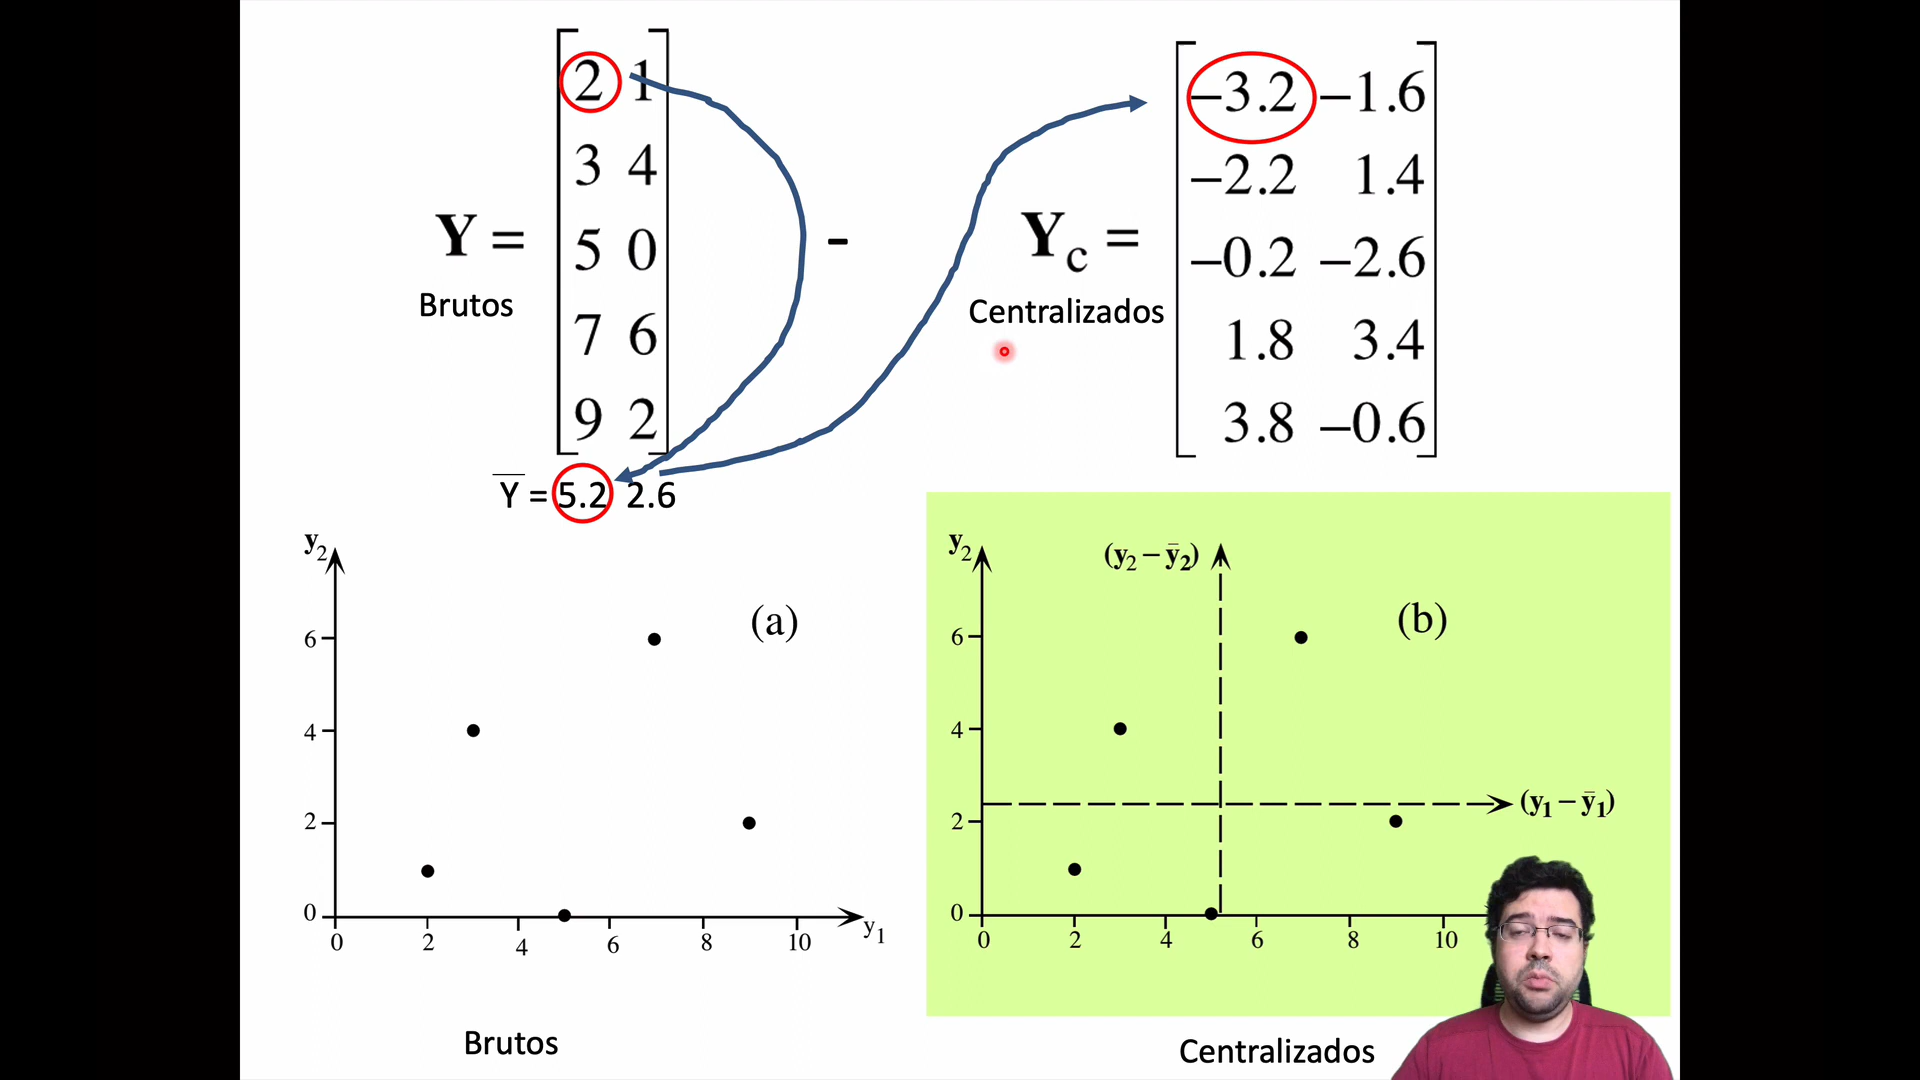 Y =
2 1
3 4
5 0
7 6
9 2
Brutos
Y̅ = 5.2 2.6
-
Yc =
–3.2 –1.6
–2.2 1.4
–0.2 –2.6
1.8 3.4
3.8 –0.6
Centralizados
y2
(a)
6
4
2
0
0 2 4 6 8 10
y1
Brutos
y2
(y2 – ȳ2)
(b)
6
4
2
0
(y1 – ȳ1)
0 2 4 6 8 10
Centralizados